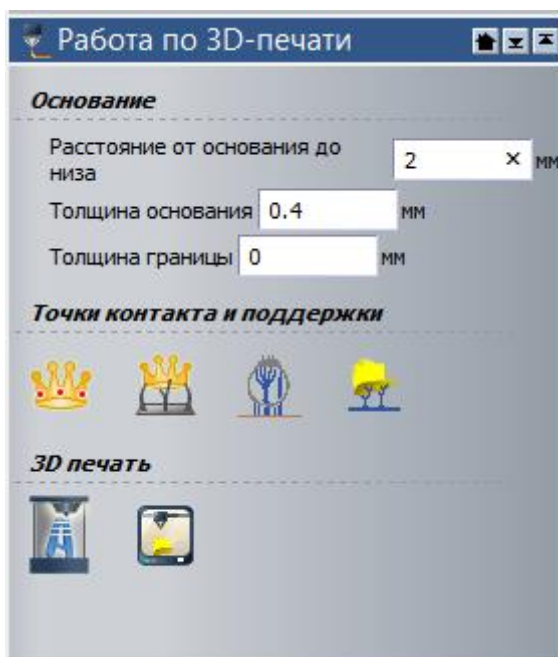 Работа по 3D-печати
Основание
Расстояние от основания до
низа 2 × мм
Толщина основания 0.4 мм
Толщина границы 0 мм
Точки контакта и поддержки
3D печать